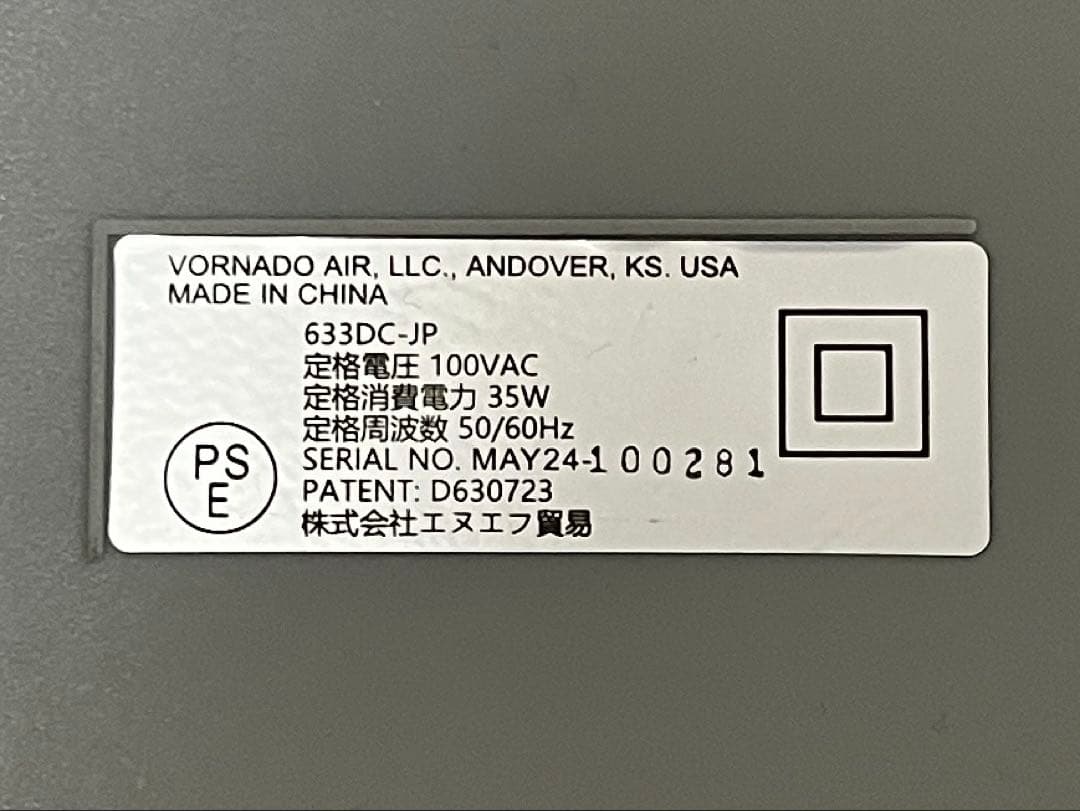 VORNADO AIR, LLC., ANDOVER, KS. USA
MADE IN CHINA
633DC-JP
定格電圧 100VAC
定格消費電力 35W
定格周波数 50/60Hz
SERIAL NO. MAY24-100281
PATENT: D630723
株式会社エヌエフ貿易
PS
E